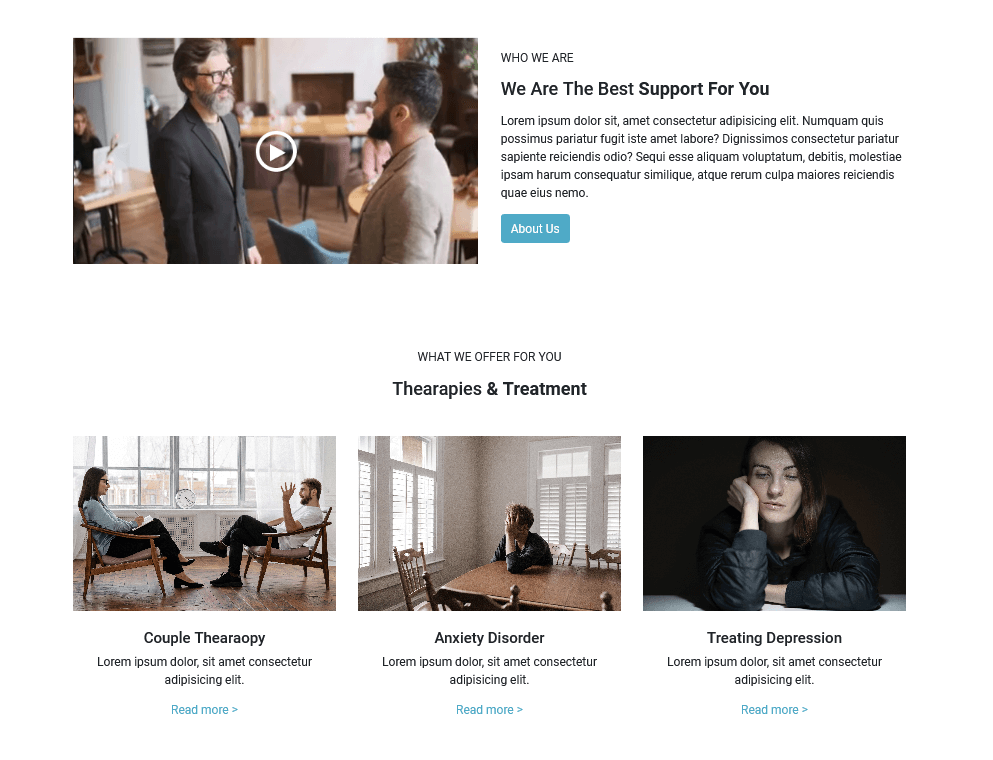 WHO WE ARE
We Are The Best Support For You
Lorem ipsum dolor sit, amet consectetur adipisicing elit. Numquam quis
possimus pariatur fugit iste amet labore? Dignissimos consectetur pariatur
sapiente reiciendis odio? Sequi esse aliquam voluptatum, debitis, molestiae
ipsam harum consequatur similique, atque rerum culpa maiores reiciendis
quae eius nemo.
About Us
WHAT WE OFFER FOR YOU
Thearapies & Treatment
Couple Thearaopy
Lorem ipsum dolor, sit amet consectetur
adipisicing elit.
Read more >
Anxiety Disorder
Lorem ipsum dolor, sit amet consectetur
adipisicing elit.
Read more >
Treating Depression
Lorem ipsum dolor, sit amet consectetur
adipisicing elit.
Read more >